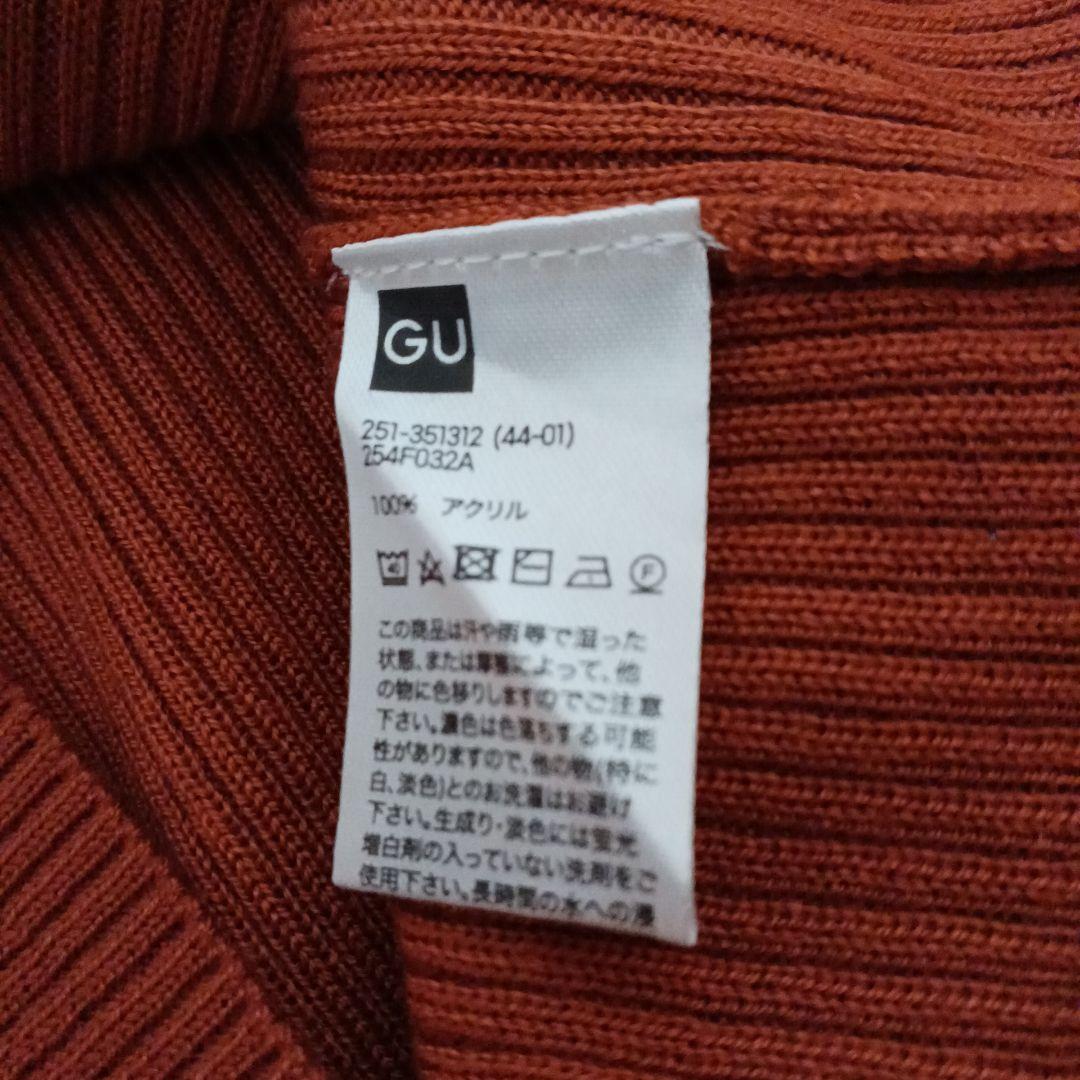 GU
251-351312 (44-01)
254F032A
100% アクリル
40
F
この商品は汗や雨等で湿った
状態、または摩擦によって、他
の物に色移りしますのでご注意
下さい。濃色は色落ちする可能
性がありますので、他の物(特に
白、淡色)とのお洗濯はお避け
下さい。生成り・淡色には蛍光
増白剤の入っていない洗剤をご
使用下さい。長時間の水への浸